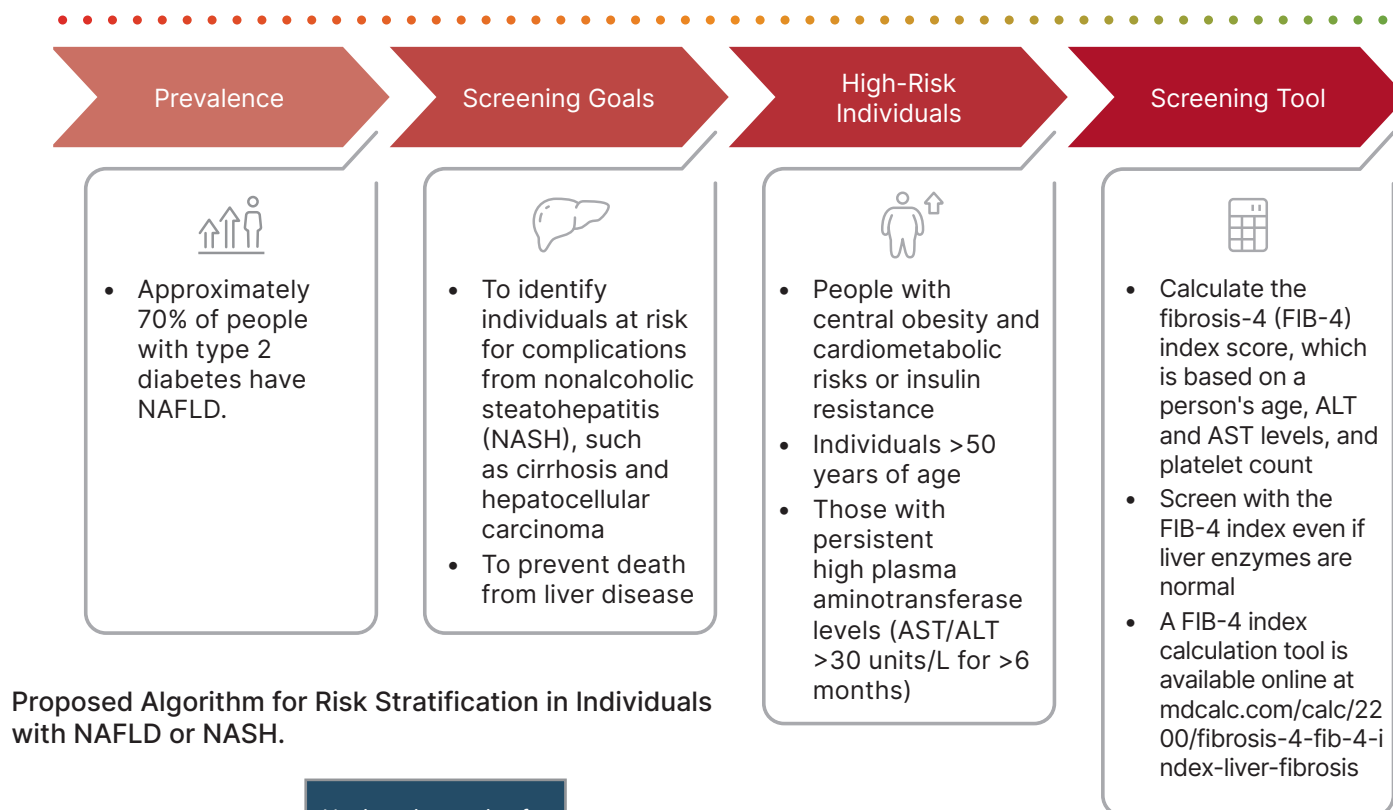 Prevalence
Screening Goals
High-Risk
Individuals
Screening Tool
• Approximately
70% of people
with type 2
diabetes have
NAFLD.
• To identify
individuals at risk
for complications
from nonalcoholic
steatohepatitis
(NASH), such
as cirrhosis and
hepatocellular
carcinoma
• To prevent death
from liver disease
• People with
central obesity and
cardiometabolic
risks or insulin
resistance
• Individuals >50
years of age
• Those with
persistent
high plasma
aminotransferase
levels (AST/ALT
>30 units/L for >6
months)
• Calculate the
fibrosis-4 (FIB-4)
index score, which
is based on a
person's age, ALT
and AST levels, and
platelet count
• Screen with the
FIB-4 index even if
liver enzymes are
normal
• A FIB-4 index
calculation tool is
available online at
mdcalc.com/calc/22
00/fibrosis-4-fib-4-i
ndex-liver-fibrosis
Proposed Algorithm for Risk Stratification in Individuals
with NAFLD or NASH.